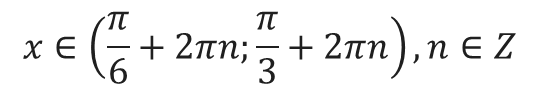 x ∈ (π/6 + 2πn; π/3 + 2πn), n ∈ Z